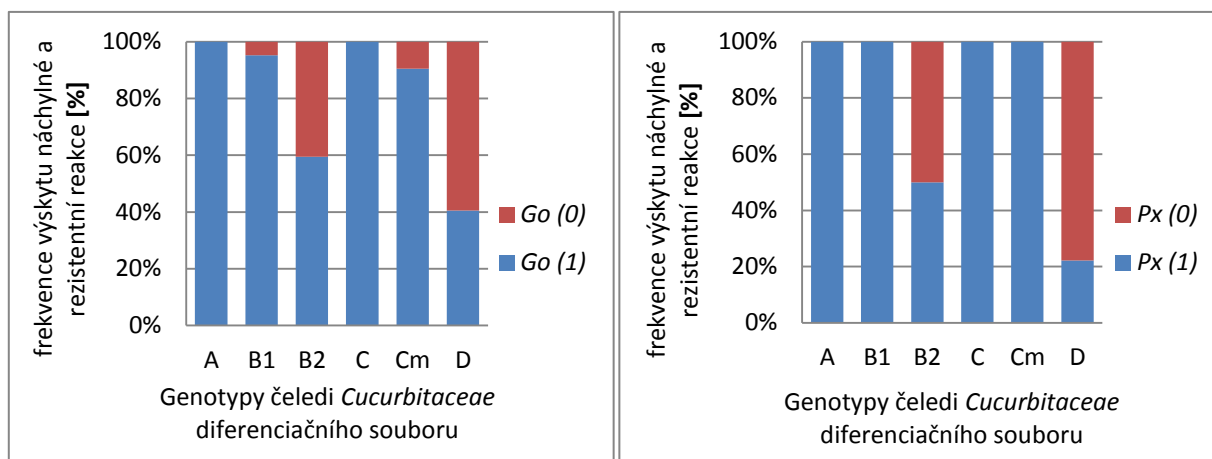 frekvence výskytu náchylné a
rezistentní reakce [%]
100%
80%
60%
40%
20%
0%
A B1 B2 C Cm D
Genotypy čeledi Cucurbitaceae
diferenciačního souboru
Go (0)
Go (1)
frekvence výskytu náchylné a
rezistentní reakce [%]
100%
80%
60%
40%
20%
0%
A B1 B2 C Cm D
Genotypy čeledi Cucurbitaceae
diferenciačního souboru
Px (0)
Px (1)